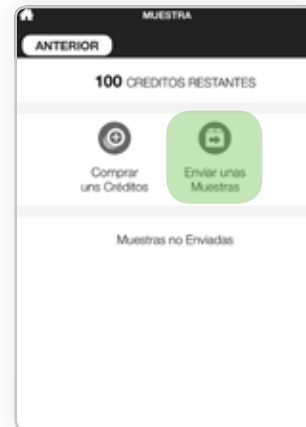 MUESTRA
ANTERIOR
100 CREDITOS RESTANTES
Comprar
uns Créditos
Enviar unas
Muestras
Muestras no Enviadas